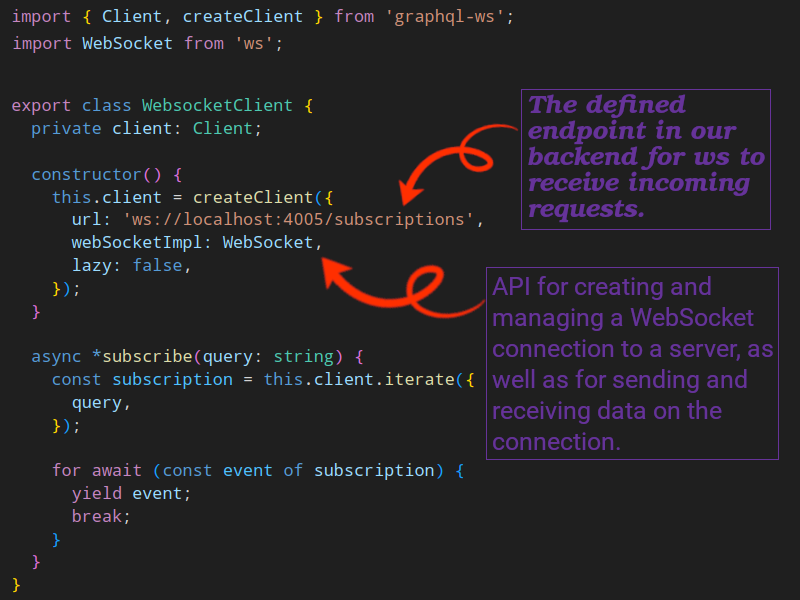 import { Client, createClient } from 'graphql-ws';
import WebSocket from 'ws';
export class WebsocketClient {
private client: Client;
constructor() {
this.client = createClient({
url: 'ws://localhost:4005/subscriptions',
webSocketImpl: WebSocket,
lazy: false,
});
}
async *subscribe(query: string) {
const subscription = this.client.iterate({
query,
});
for await (const event of subscription) {
yield event;
break;
}
}
}
The defined
endpoint in our
backend for ws to
receive incoming
requests.
API for creating and
managing a WebSocket
connection to a server, as
well as for sending and
receiving data on the
connection.